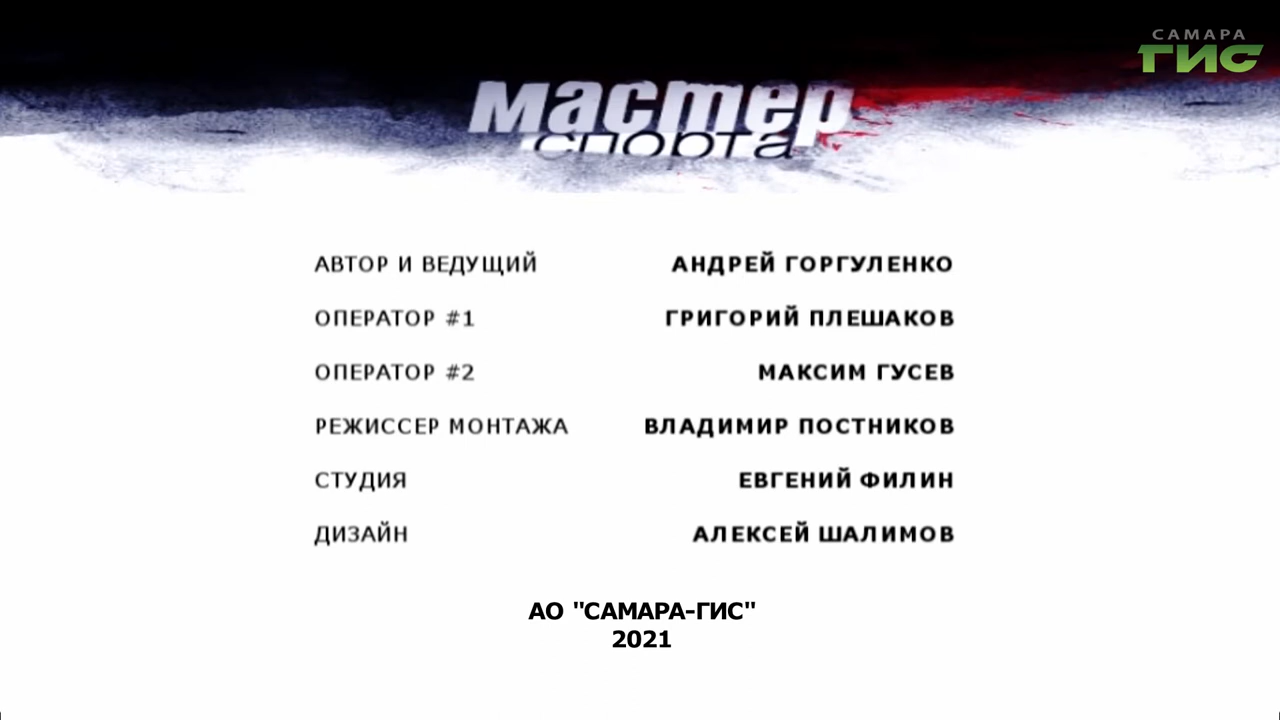 САМАРА
ГИС
мастер
спорта
АВТОР И ВЕДУЩИЙ АНДРЕЙ ГОРГУЛЕНКО
ОПЕРАТОР #1 ГРИГОРИЙ ПЛЕШАКОВ
ОПЕРАТОР #2 МАКСИМ ГУСЕВ
РЕЖИССЕР МОНТАЖА ВЛАДИМИР ПОСТНИКОВ
СТУДИЯ ЕВГЕНИЙ ФИЛИН
ДИЗАЙН АЛЕКСЕЙ ШАЛИМОВ
АО "САМАРА-ГИС"
2021